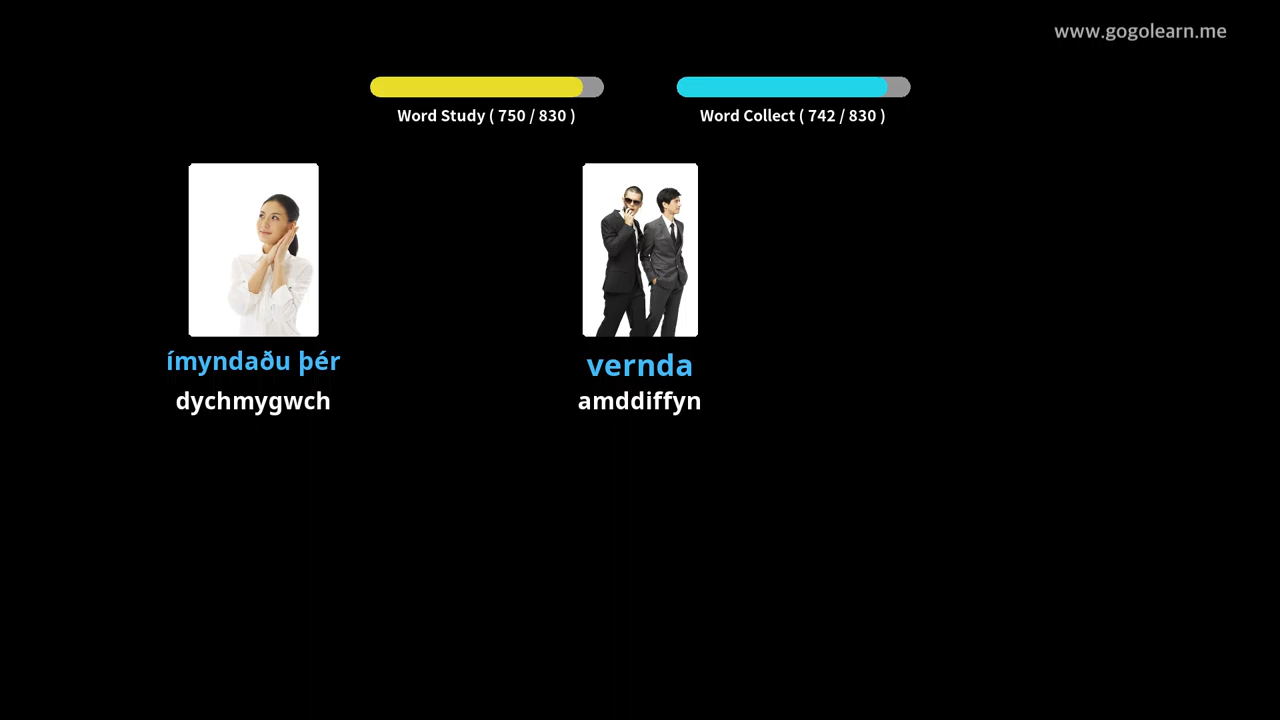 www.gogolearn.me
Word Study ( 750 / 830 )
Word Collect ( 742 / 830 )
ímyndaðu þér
dychmygwch
vernda
amddiffyn